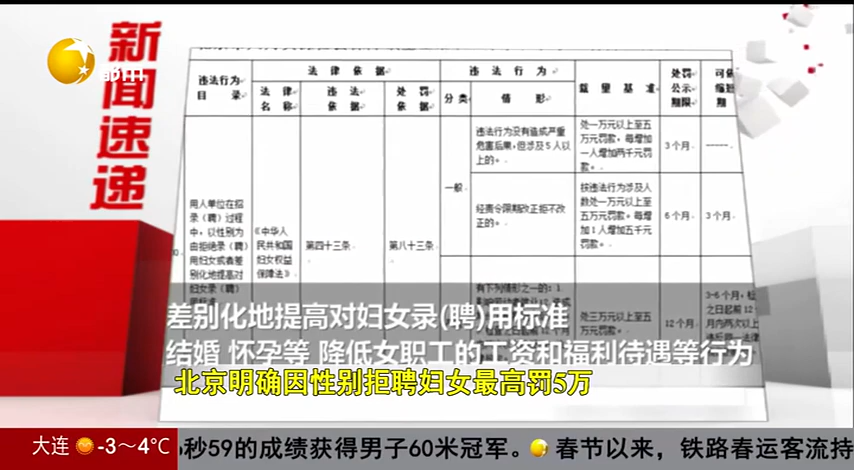 新闻速递
都市
违法行为
目 录
法 律 依 据
法 律
名 称
违 法
依 据
处 罚
依 据
违 法 行 为
分 类
情 形
裁 量 基 准
处罚
公示
期限
用人单位在招
录（聘）过程
中，以性别为
由拒绝录（聘）
用妇女或者差
别化地提高对
妇女录（聘）
《中华人
民共和国
妇女权益
保障法》
第四十三条
第八十三条
一般
违法行为没有造成严重
危害后果，但涉及5人以
上的。
处一万元以上至五
万元罚款，每增加
一人增加两千元罚
款。
3个月
-----
经责令限期改正拒不改
正的。
按违法行为涉及人
数处一万元以上至
五万元罚款，每增
加1人增加五千元
罚款。
6个月
3个月
有下列情形之一的：1.
处三万元以上至
12个月
差别化地提高对妇女录(聘)用标准
结婚 怀孕等 降低女职工的工资和福利待遇等行为
北京明确因性别拒聘妇女最高罚5万
大连 -3～4℃ 秒59的成绩获得男子60米冠军。 春节以来，铁路春运客流持